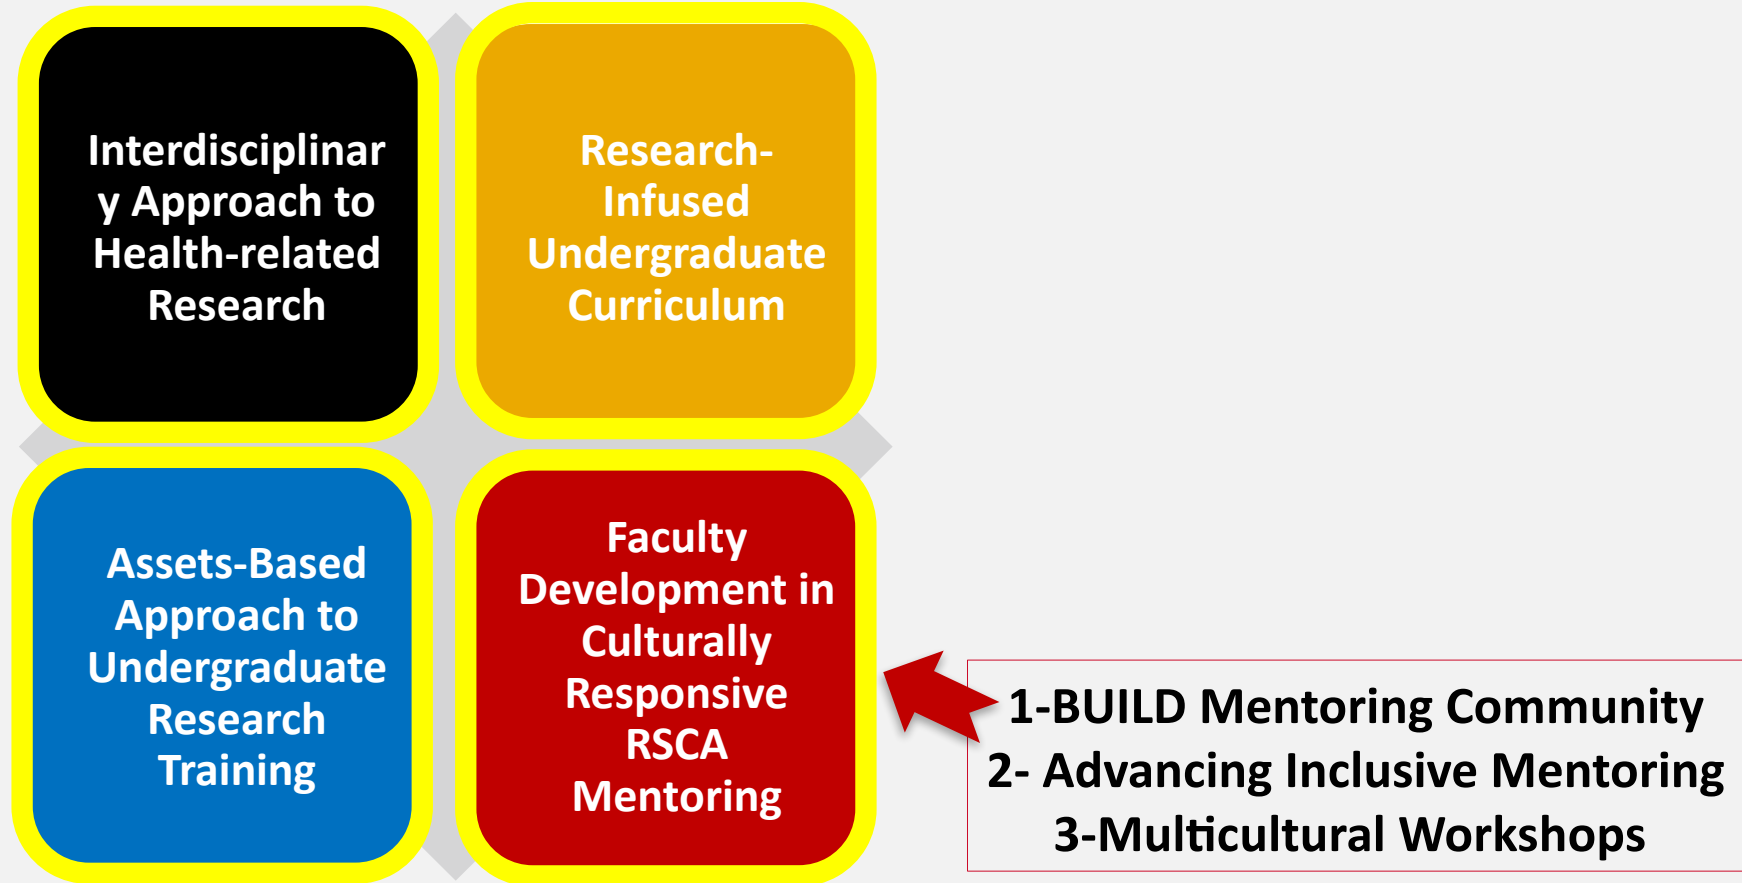 Interdisciplinar
y Approach to
Health-related
Research
Research-
Infused
Undergraduate
Curriculum
Assets-Based
Approach to
Undergraduate
Research
Training
Faculty
Development in
Culturally
Responsive
RSCA
Mentoring
1-BUILD Mentoring Community
2- Advancing Inclusive Mentoring
3-Multicultural Workshops